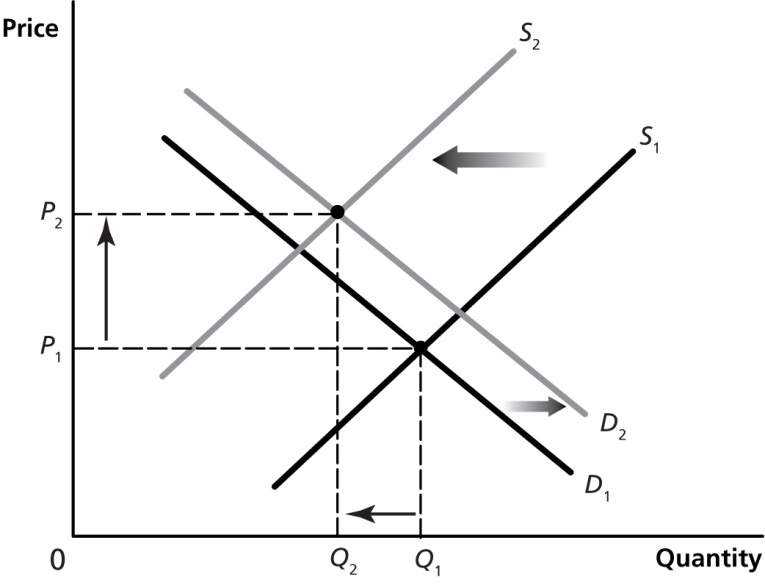 Price
S2
S1
P2
P1
D2
D1
0
Q2
Q1
Quantity